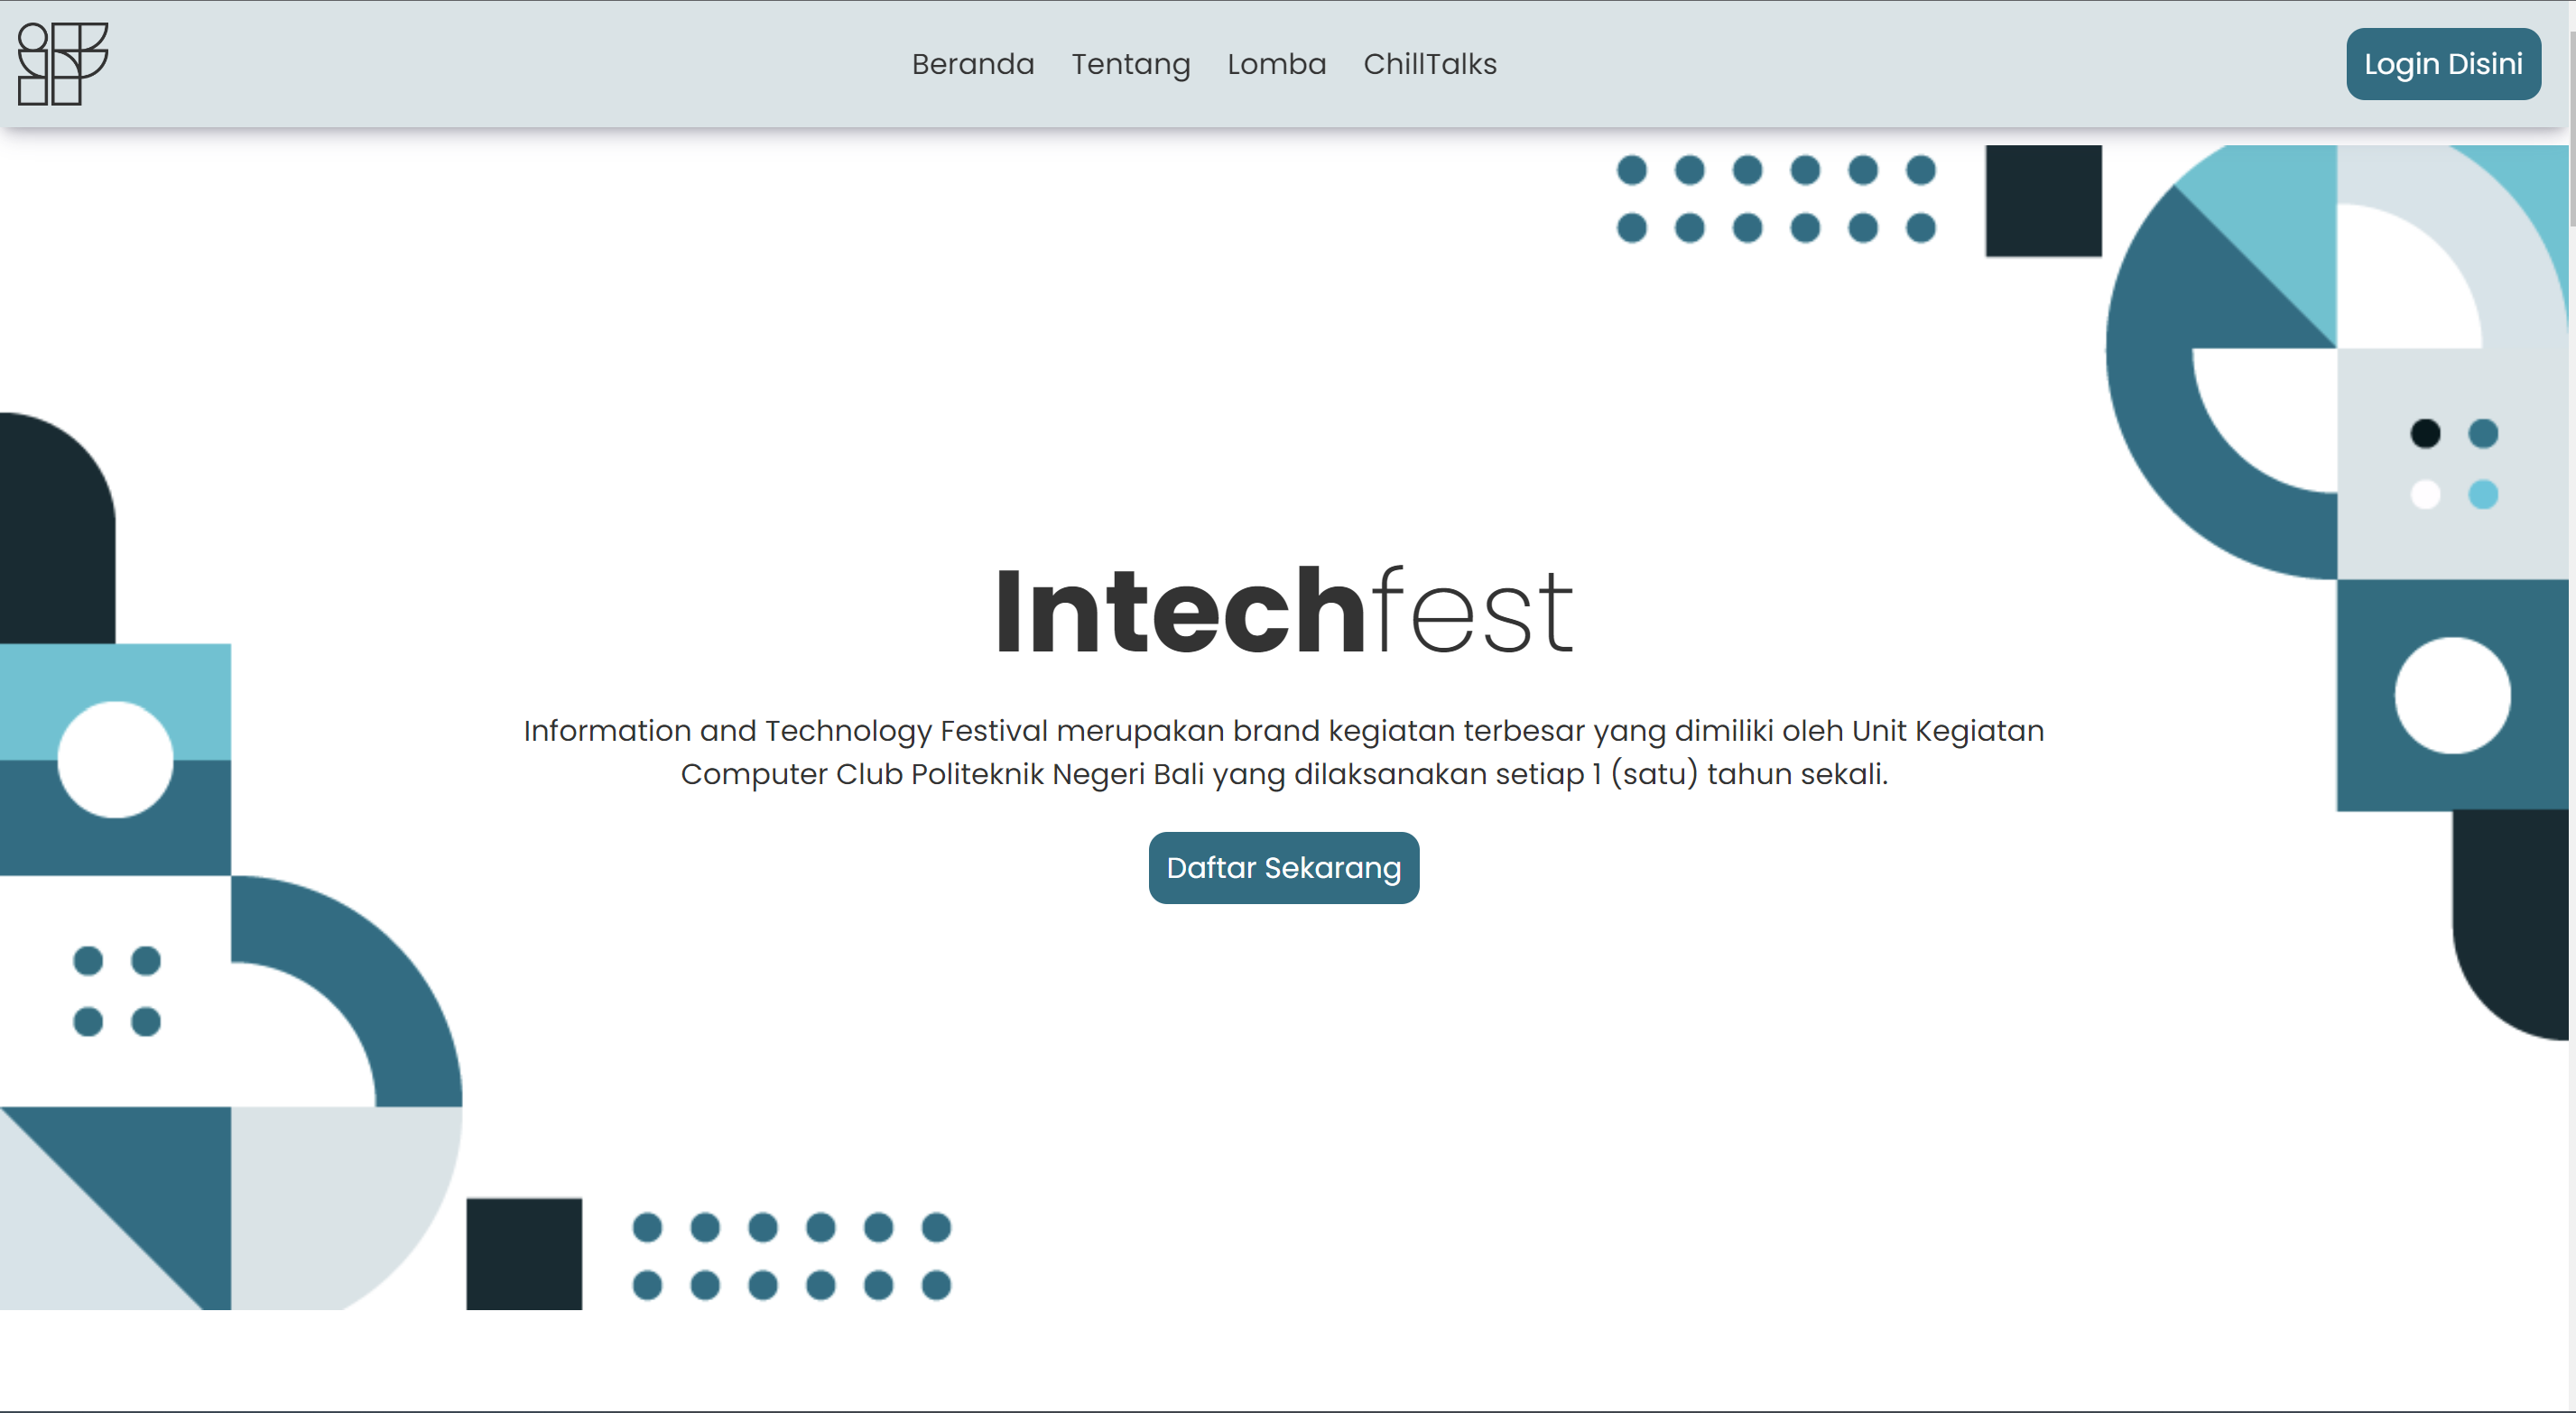 Beranda Tentang Lomba ChillTalks Login Disini
Intechfest
Information and Technology Festival merupakan brand kegiatan terbesar yang dimiliki oleh Unit Kegiatan
Computer Club Politeknik Negeri Bali yang dilaksanakan setiap 1 (satu) tahun sekali.
Daftar Sekarang